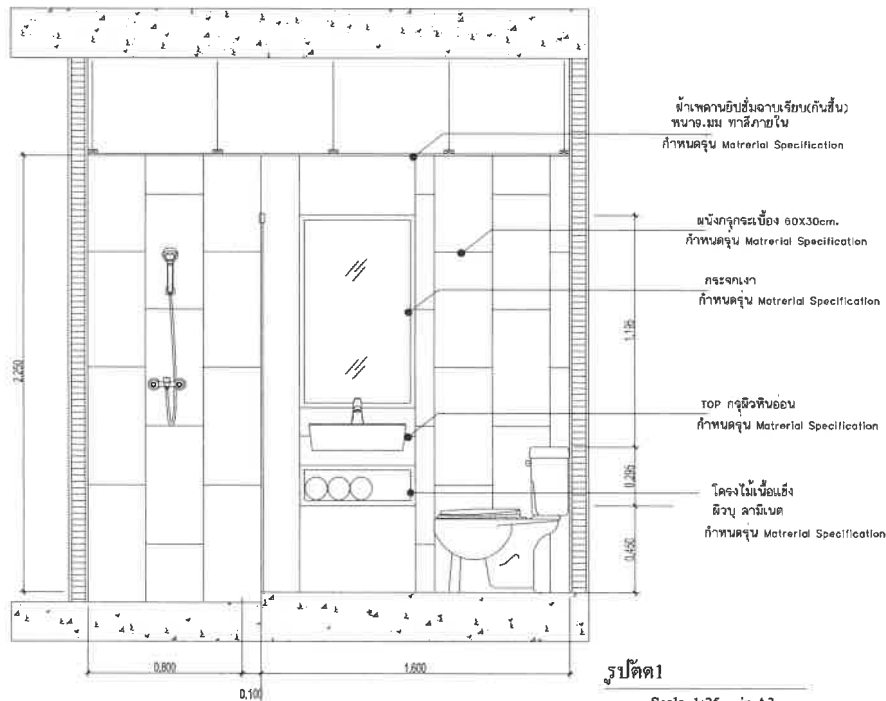 ฝ้าเพดานยิปซั่มฉาบเรียบ(กันชื้น)
หนา9.มม ทาสีภายใน
กำหนดรุ่น Matrerial Specification
ผนังกรุกระเบื้อง 60X30cm.
กำหนดรุ่น Matrerial Specification
กระจกเงา
กำหนดรุ่น Matrerial Specification
TOP กรุผิวหินอ่อน
กำหนดรุ่น Matrerial Specification
โครงไม้เนื้อแข็ง
ผิวบุ ลามิเนต
กำหนดรุ่น Matrerial Specification
2,250
1,195
0,295
0,450
0,800
0,100
1,600
รูปตัด1